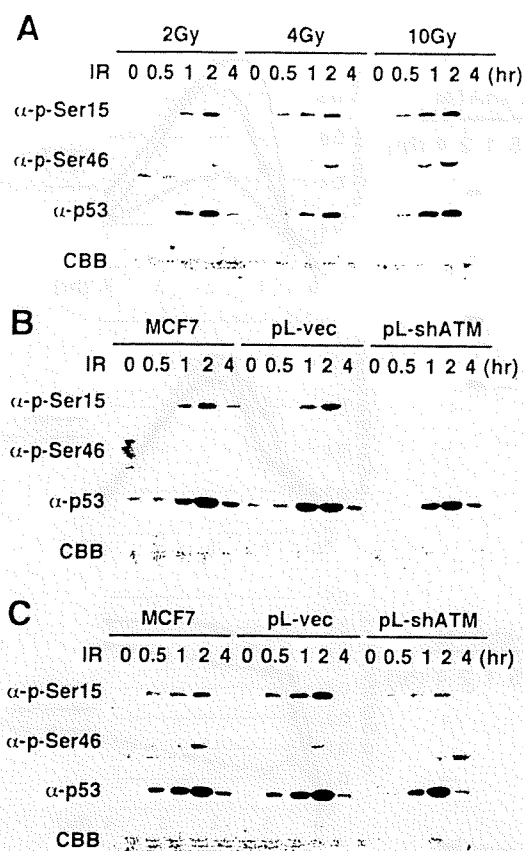 A
2Gy 4Gy 10Gy
IR 0 0.5 1 2 4 0 0.5 1 2 4 0 0.5 1 2 4 (hr)
α-p-Ser15
α-p-Ser46
α-p53
CBB
B
MCF7 pL-vec pL-shATM
IR 0 0.5 1 2 4 0 0.5 1 2 4 0 0.5 1 2 4 (hr)
α-p-Ser15
α-p-Ser46
α-p53
CBB
C
MCF7 pL-vec pL-shATM
IR 0 0.5 1 2 4 0 0.5 1 2 4 0 0.5 1 2 4 (hr)
α-p-Ser15
α-p-Ser46
α-p53
CBB